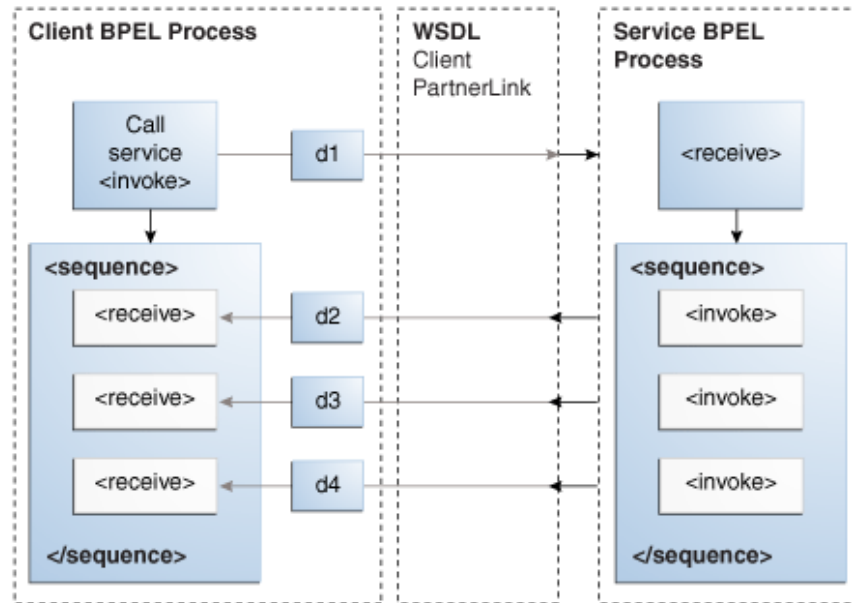 Client BPEL Process
WSDL
Client
PartnerLink
Service BPEL
Process
Call
service
<invoke>
d1
<receive>
<sequence>
<receive>
d2
<receive>
d3
<receive>
d4
</sequence>
<sequence>
<invoke>
<invoke>
<invoke>
</sequence>